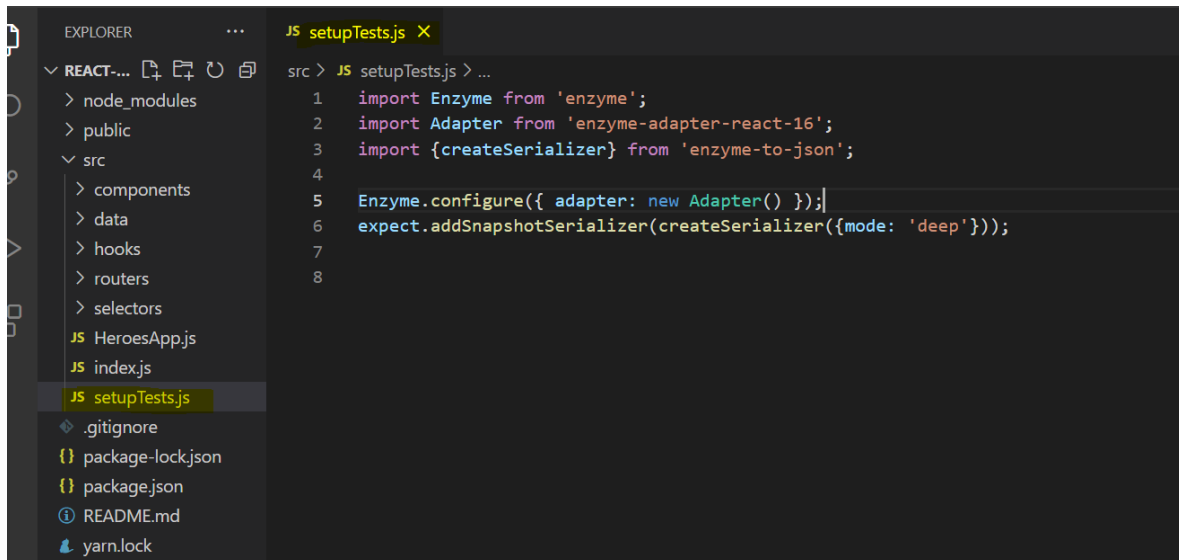 EXPLORER ...
REACT-...
node_modules
public
src
components
data
hooks
routers
selectors
JS HeroesApp.js
JS index.js
JS setupTests.js
.gitignore
{} package-lock.json
{} package.json
README.md
yarn.lock
JS setupTests.js ×
src > JS setupTests.js > ...
1 import Enzyme from 'enzyme';
2 import Adapter from 'enzyme-adapter-react-16';
3 import {createSerializer} from 'enzyme-to-json';
4
5 Enzyme.configure({ adapter: new Adapter() });
6 expect.addSnapshotSerializer(createSerializer({mode: 'deep'}));
7
8